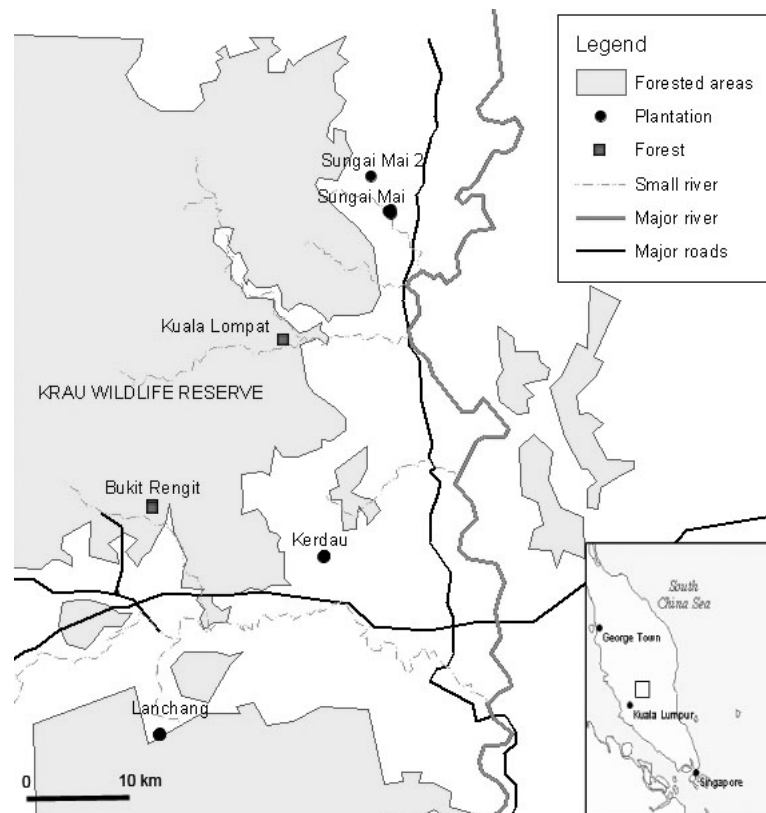 Legend
Forested areas
Plantation
Forest
Small river
Major river
Major roads
Sungai Mai 2
Sungai Mai
Kuala Lompat
KRAU WILDLIFE RESERVE
Bukit Rengit
Kerdau
Lanchang
0 10 km
South
China Sea
George Town
Kuala Lumpur
Singapore